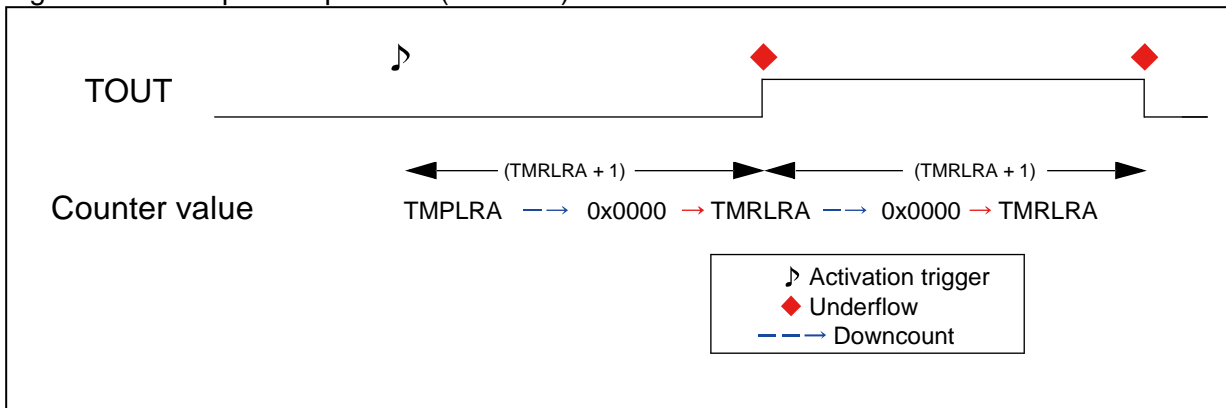 TOUT
(TMRLRA + 1) (TMRLRA + 1)
Counter value TMPLRA 0x0000 → TMRLRA 0x0000 → TMRLRA
♪ Activation trigger
◆ Underflow
– – → Downcount